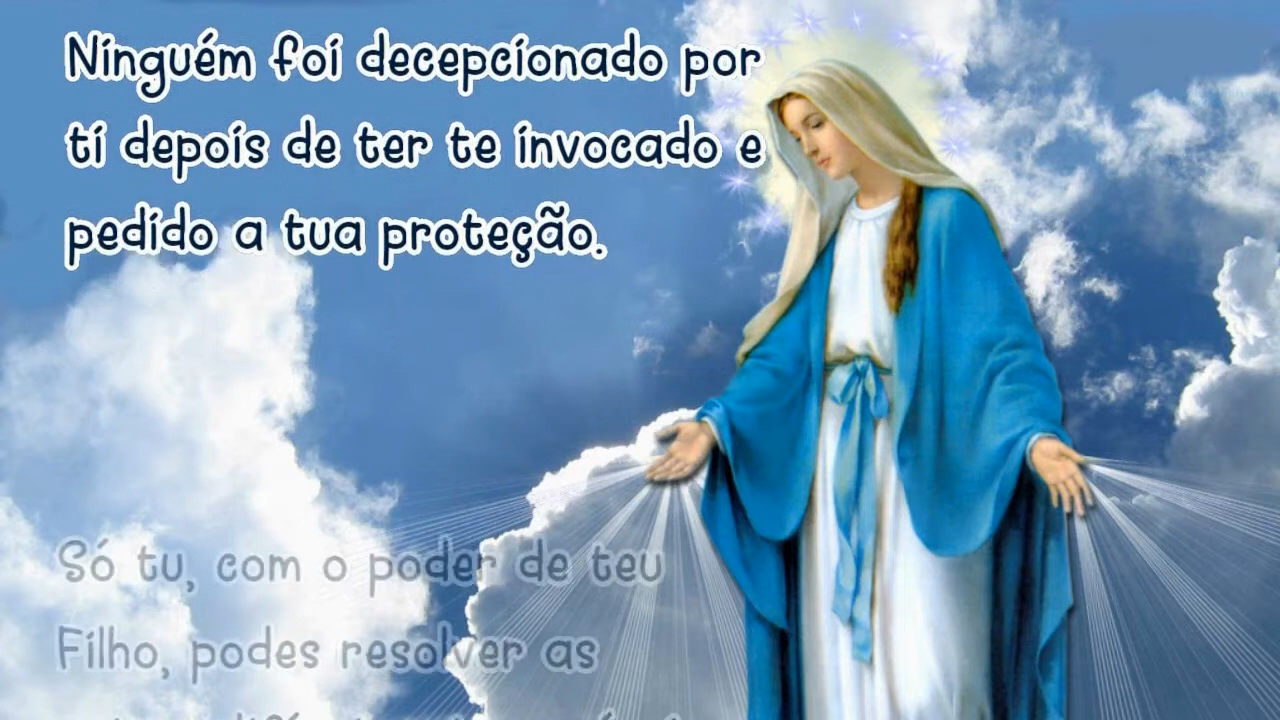 Ninguém foi decepcionado por
ti depois de ter te invocado e
pedido a tua proteção.
Só tu, com o poder de teu
Filho, podes resolver as